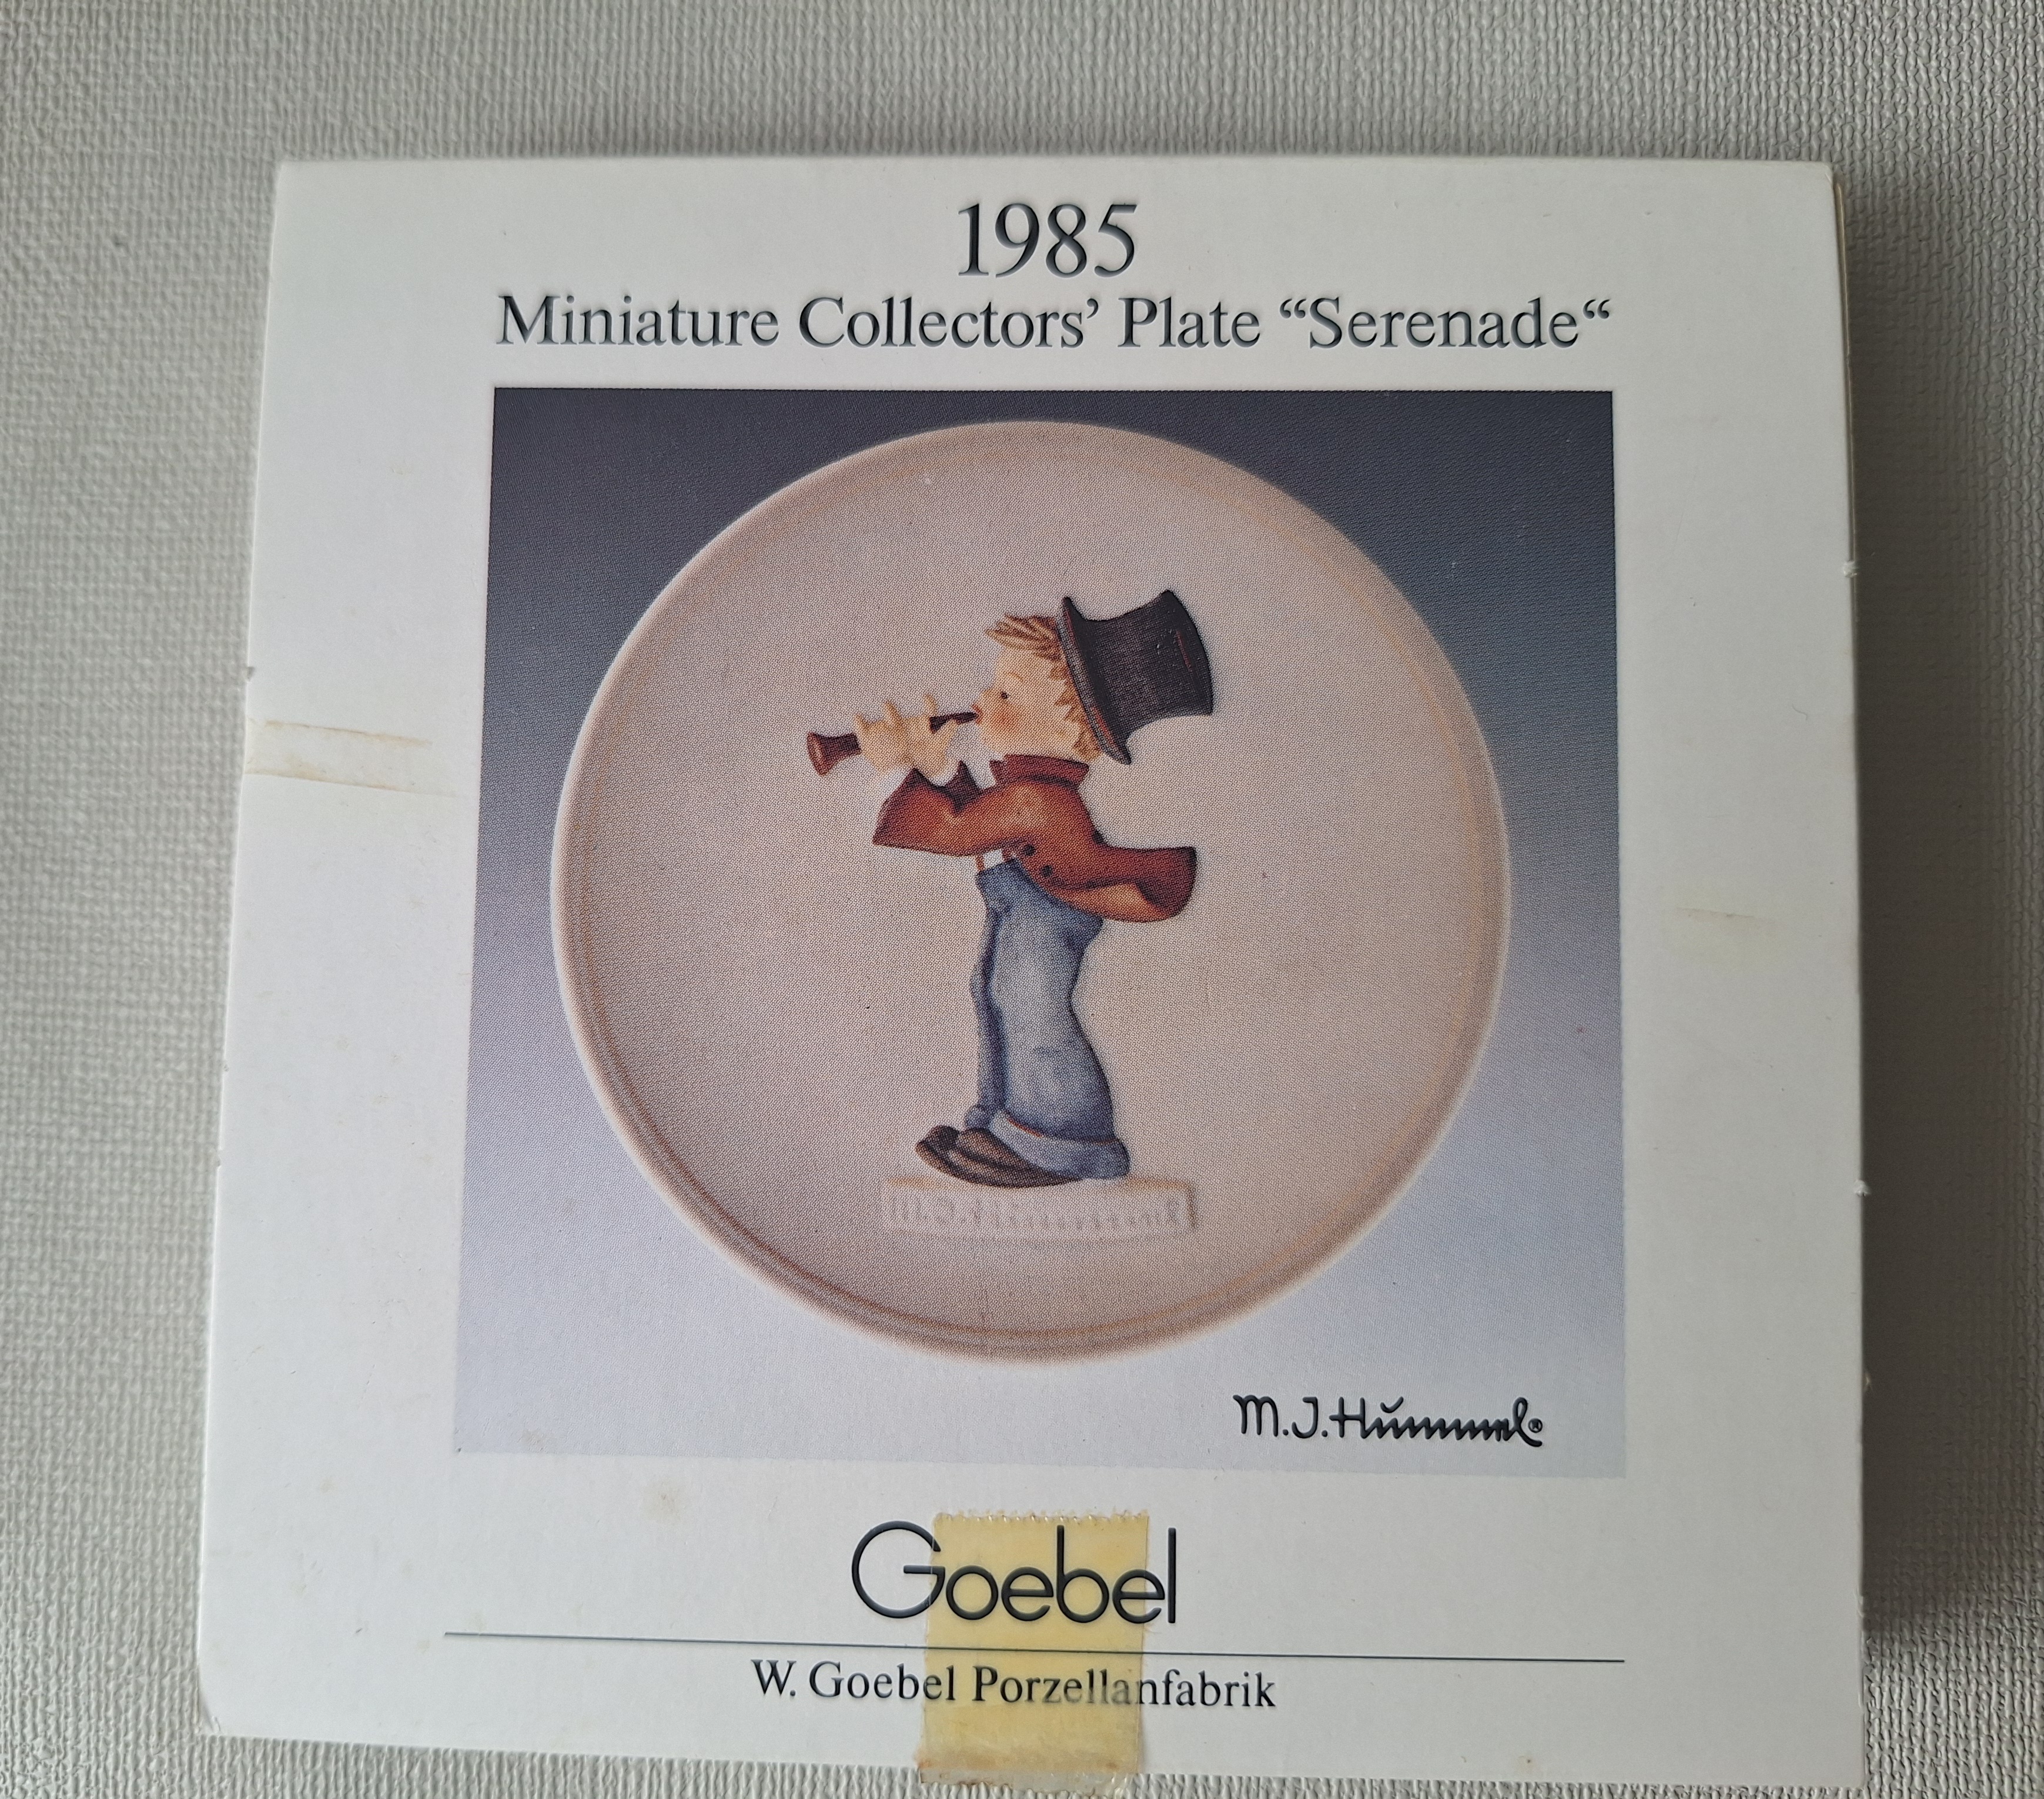 1985
Miniature Collectors’ Plate “Serenade“
M.J.Hummel®
Goebel
W. Goebel Porzellanfabrik